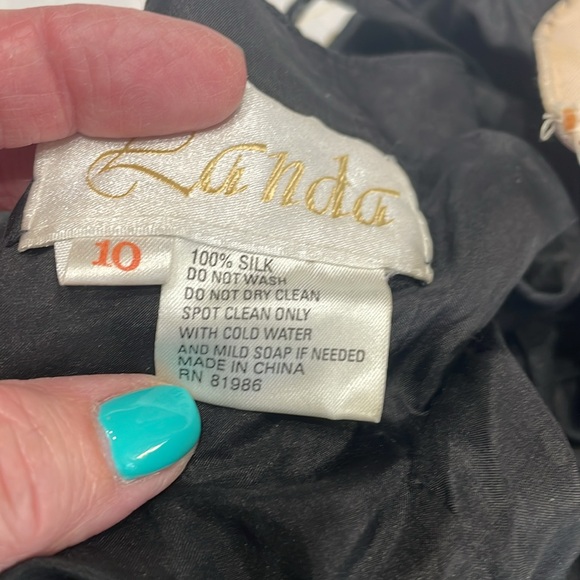 Landa
10
100% SILK
DO NOT WASH
DO NOT DRY CLEAN
SPOT CLEAN ONLY
WITH COLD WATER
AND MILD SOAP IF NEEDED
MADE IN CHINA
RN 81986